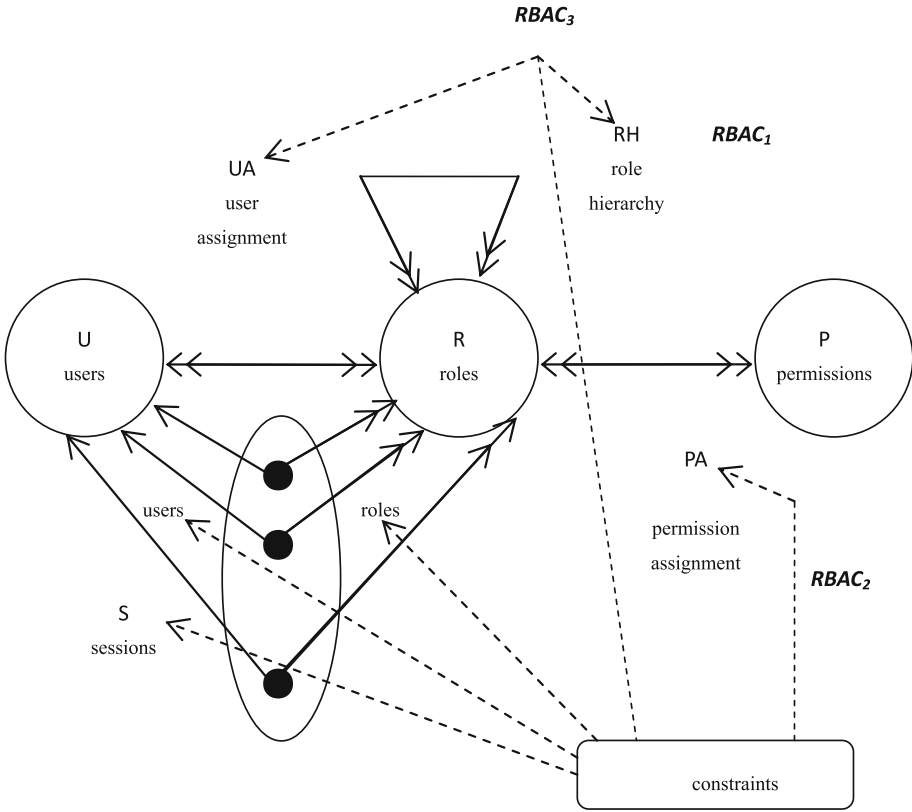 RBAC3
RH
RBAC1
UA
role
user
hierarchy
assignment
U
users
R
roles
P
permissions
PA
users
roles
permission
assignment
RBAC2
S
sessions
constraints